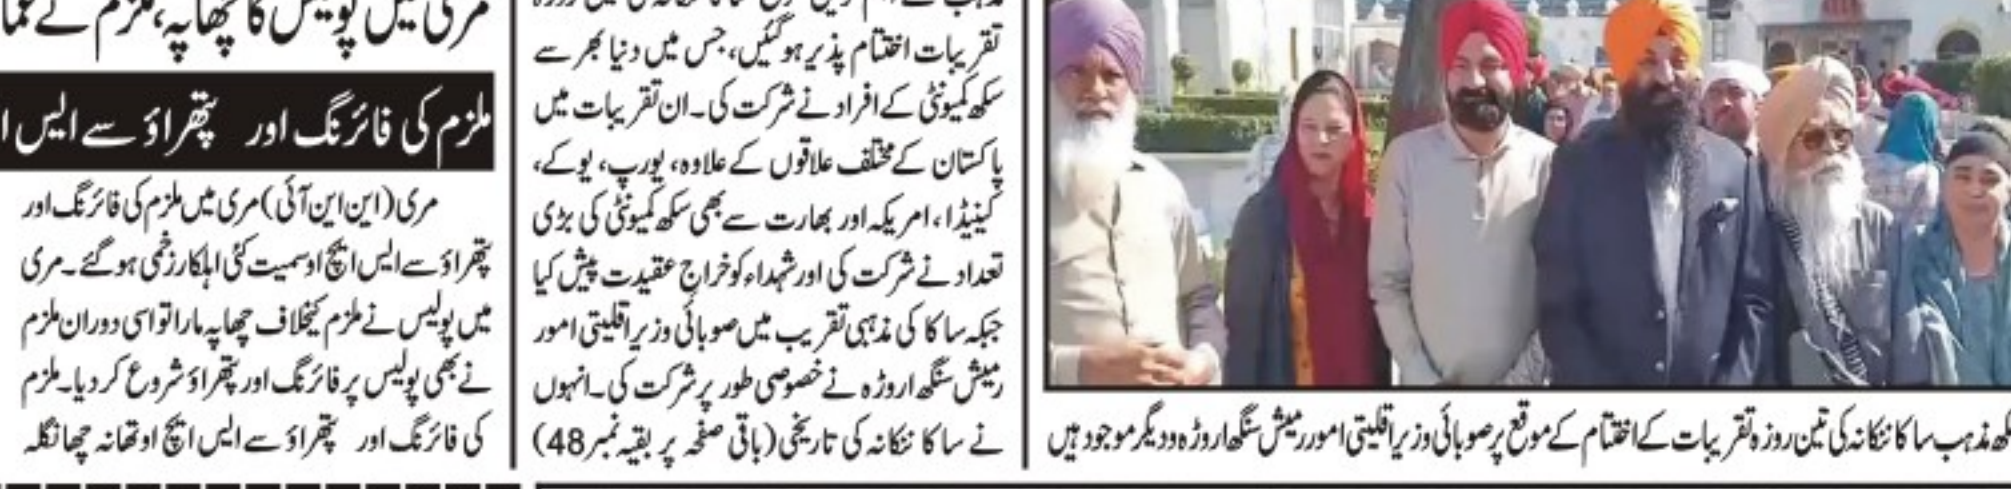 تقریبات اختتام پذیر ہوگئیں، جس میں دنیا بھر سے
سکھ کمیونٹی کے افراد نے شرکت کی۔ ان تقریبات میں
پاکستان کے مختلف علاقوں کے علاوہ، یورپ، یوکے،
کینیڈا، امریکہ اور بھارت سے بھی سکھ کمیونٹی کی بڑی
تعداد نے شرکت کی اور شہداء کو خراج عقیدت پیش کیا
جبکہ ساکا کی مذہبی تقریب میں صوبائی وزیر اقلیتی امور
رمیش سنگھ اروڑہ نے خصوصی طور پر شرکت کی۔ انہوں
نے ساکا ننکانہ کی تاریخی (باقی صفحہ پر بقیہ نمبر 48)
مذہب ساکا ننکانہ کی تین روزہ تقریبات کے اختتام کے موقع پر صوبائی وزیر اقلیتی امور رمیش سنگھ اروڑہ ودیگر موجود ہیں
مری میں پولیس کا چھاپہ، ملزم کے
ملزم کی فائرنگ اور پتھراؤ سے ایس
مری (این این آئی) مری میں ملزم کی فائرنگ اور
پتھراؤ سے ایس ایچ او سمیت کئی اہلکار زخمی ہوگئے۔ مری
میں پولیس نے ملزم کیخلاف چھاپہ مارا تو اسی دوران ملزم
نے بھی پولیس پر فائرنگ اور پتھراؤ شروع کر دیا۔ ملزم
کی فائرنگ اور پتھراؤ سے ایس ایچ او تھانہ چھانگلہ